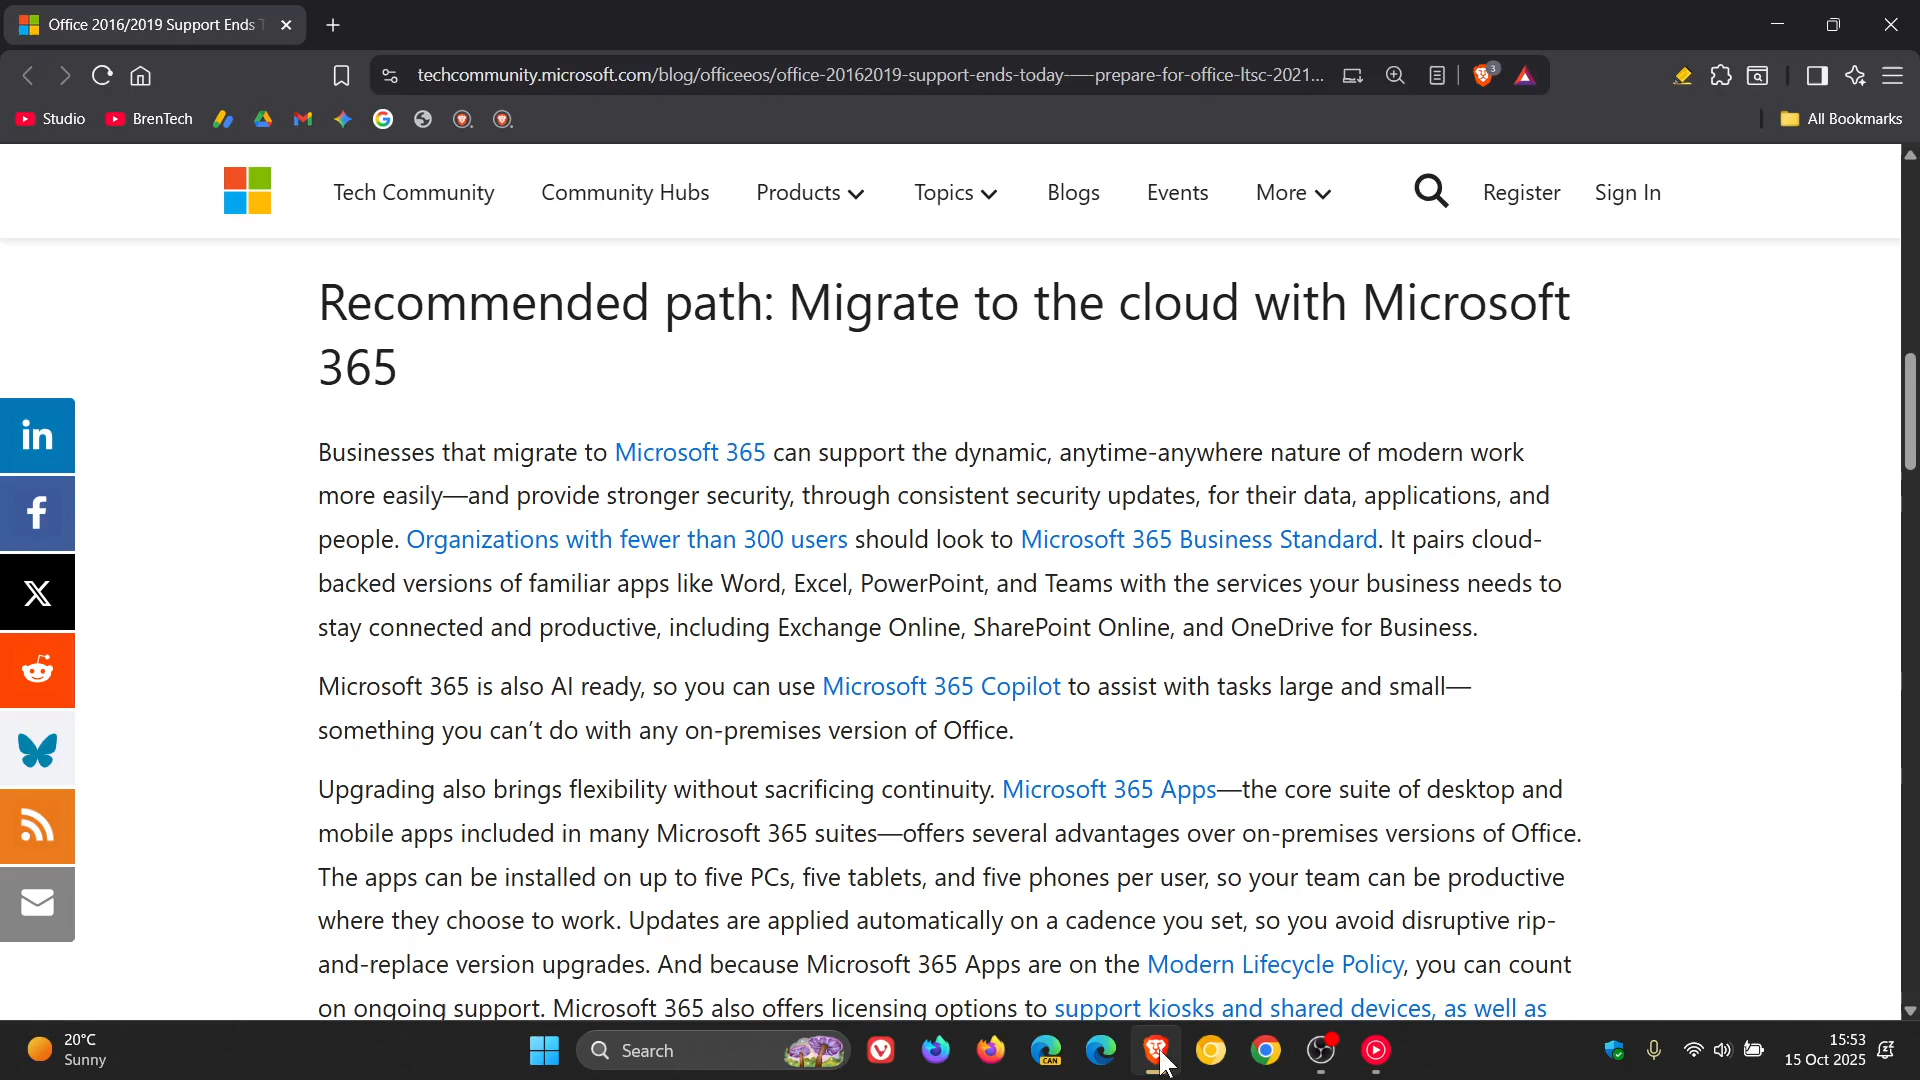 Office 2016/2019 Support Ends
techcommunity.microsoft.com/blog/officeeos/office-20162019-support-ends-today-—-prepare-for-office-ltsc-2021...
3
Studio
BrenTech
All Bookmarks
Tech Community
Community Hubs
Products
Topics
Blogs
Events
More
Register
Sign In
Recommended path: Migrate to the cloud with Microsoft
365
Businesses that migrate to Microsoft 365 can support the dynamic, anytime-anywhere nature of modern work
more easily—and provide stronger security, through consistent security updates, for their data, applications, and
people. Organizations with fewer than 300 users should look to Microsoft 365 Business Standard. It pairs cloud-
backed versions of familiar apps like Word, Excel, PowerPoint, and Teams with the services your business needs to
stay connected and productive, including Exchange Online, SharePoint Online, and OneDrive for Business.
Microsoft 365 is also AI ready, so you can use Microsoft 365 Copilot to assist with tasks large and small—
something you can’t do with any on-premises version of Office.
Upgrading also brings flexibility without sacrificing continuity. Microsoft 365 Apps—the core suite of desktop and
mobile apps included in many Microsoft 365 suites—offers several advantages over on-premises versions of Office.
The apps can be installed on up to five PCs, five tablets, and five phones per user, so your team can be productive
where they choose to work. Updates are applied automatically on a cadence you set, so you avoid disruptive rip-
and-replace version upgrades. And because Microsoft 365 Apps are on the Modern Lifecycle Policy, you can count
on ongoing support. Microsoft 365 also offers licensing options to support kiosks and shared devices, as well as
in
f
X
20°C
Sunny
Search
CAN
15:53
15 Oct 2025